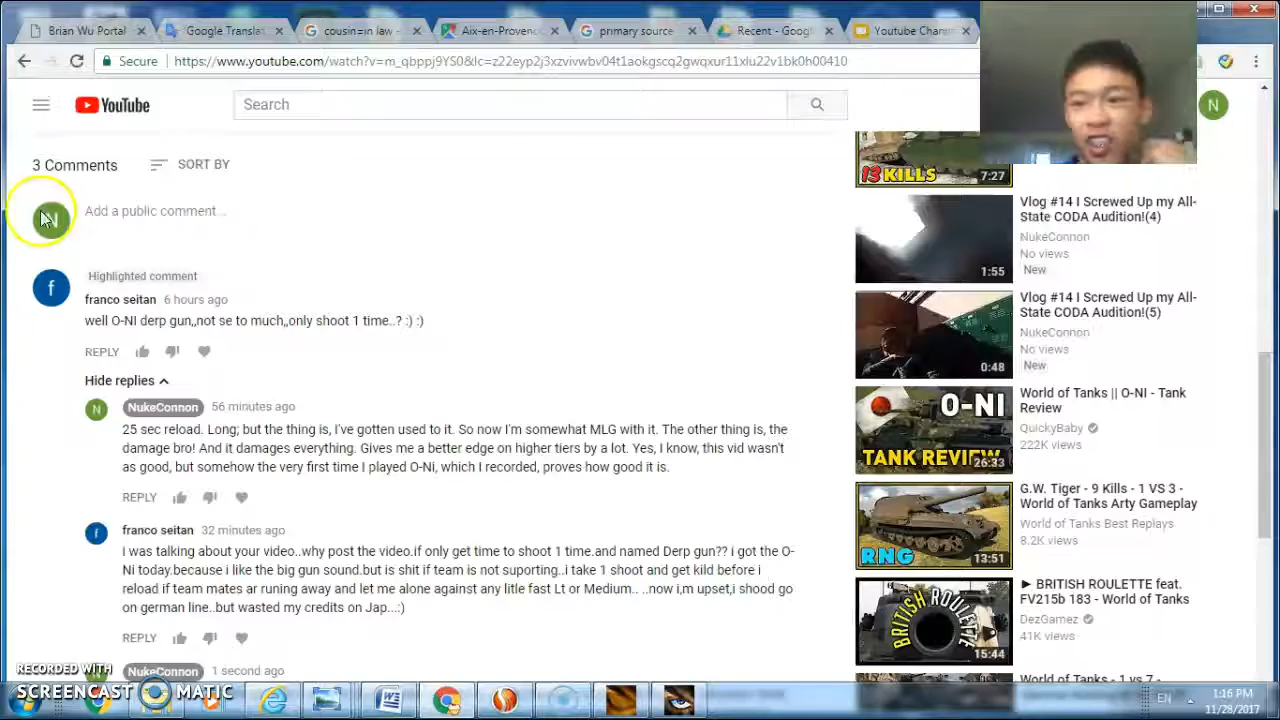 Brian Wu Portal
Google Translat
cousin=in law -
Aix-en-Provenc
primary source
Recent - Googl
Youtube Chann
Secure
https://www.youtube.com/watch?v=m_qbppj9YS0&lc=z22eyp2j3xzvivwbv04t1aokgscq2gwqxur11xlu22v1bk0h00410
YouTube
Search
N
3 Comments
SORT BY
N
Add a public comment...
f
Highlighted comment
franco seitan 6 hours ago
well O-NI derp gun,,not se to much,,only shoot 1 time..? :) :)
REPLY
Hide replies
N
NukeConnon 56 minutes ago
25 sec reload. Long; but the thing is, I've gotten used to it. So now I'm somewhat MLG with it. The other thing is, the
damage bro! And it damages everything. Gives me a better edge on higher tiers by a lot. Yes, I know, this vid wasn't
as good, but somehow the very first time I played O-Ni, which I recorded, proves how good it is.
REPLY
f
franco seitan 32 minutes ago
I was talking about your video..why post the video.if only get time to shoot 1 time.and named Derp gun?? i got the O-
Ni today.because i like the big gun sound.but is shit if team is not suporting..i take 1 shoot and get kild before i
reload if team mates ar runing away and let me alone against any litle fast Lt or Medium.. ..now i,m upset,i shood go
on german line..but wasted my credits on Jap...:)
REPLY
NukeConnon 1 second ago
13 KILLS
7:27
Vlog #14 I Screwed Up my All-
State CODA Audition!(4)
NukeConnon
No views
New
1:55
Vlog #14 I Screwed Up my All-
State CODA Audition!(5)
NukeConnon
No views
New
0:48
O-NI
TANK REVIEW
26:33
World of Tanks || O-NI - Tank
Review
QuickyBaby
222K views
RNG
13:51
G.W. Tiger - 9 Kills - 1 VS 3 -
World of Tanks Arty Gameplay
World of Tanks Best Replays
8.2K views
BRITISH ROULETTE
15:44
► BRITISH ROULETTE feat.
FV215b 183 - World of Tanks
DezGamez
41K views
World of Tanks - 1 vs 7 -
RECORDED WITH
SCREENCAST MATIC
EN
1:16 PM
11/28/2017